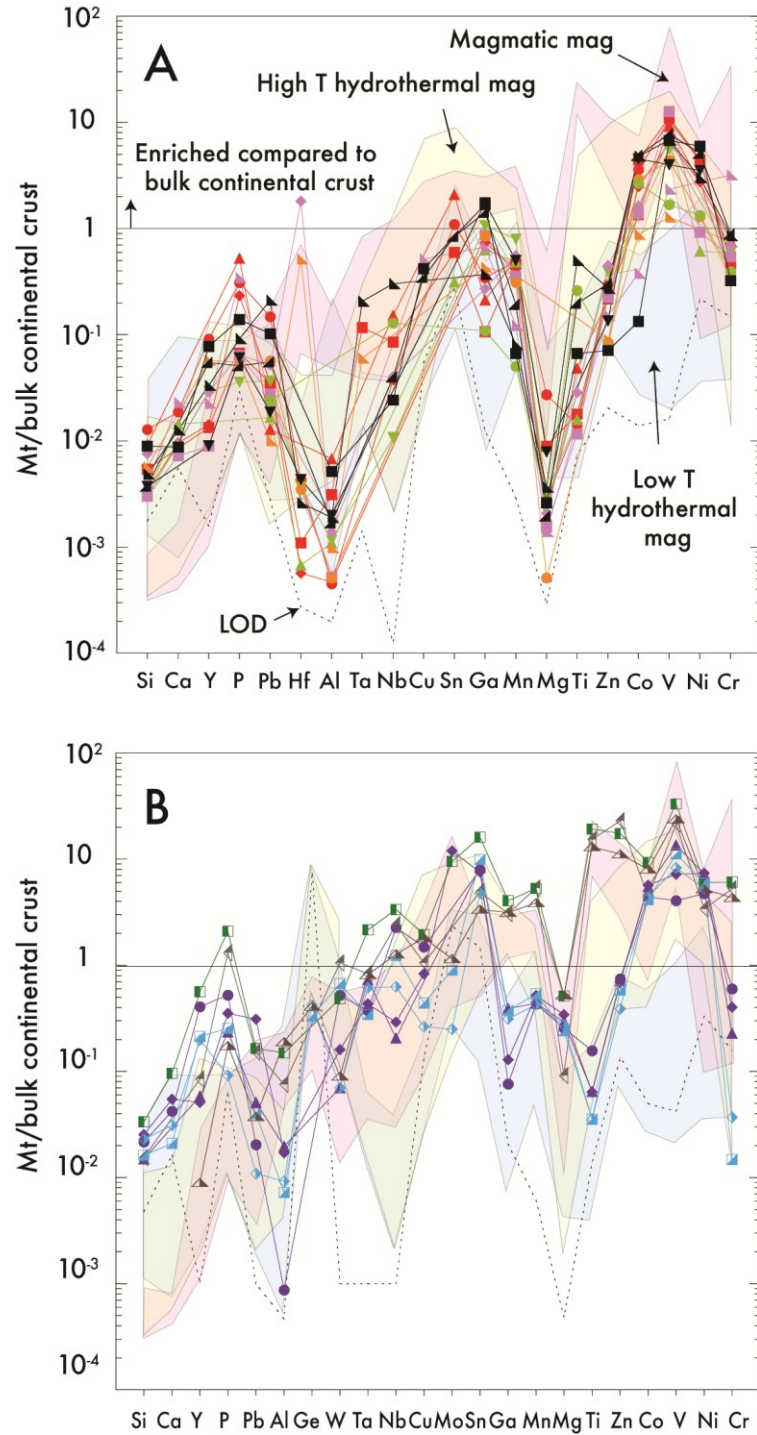 10²
A
Magmatic mag
High T hydrothermal mag
10
Enriched compared to
bulk continental crust
1
Mt/bulk continental crust
10⁻¹
10⁻²
Low T
hydrothermal
mag
10⁻³
LOD
10⁻⁴
Si Ca Y P Pb Hf Al Ta Nb Cu Sn Ga Mn Mg Ti Zn Co V Ni Cr
10²
B
10
1
Mt/bulk continental crust
10⁻¹
10⁻²
10⁻³
10⁻⁴
Si Ca Y P Pb Al Ge W Ta Nb Cu Mo Sn Ga Mn Mg Ti Zn Co V Ni Cr